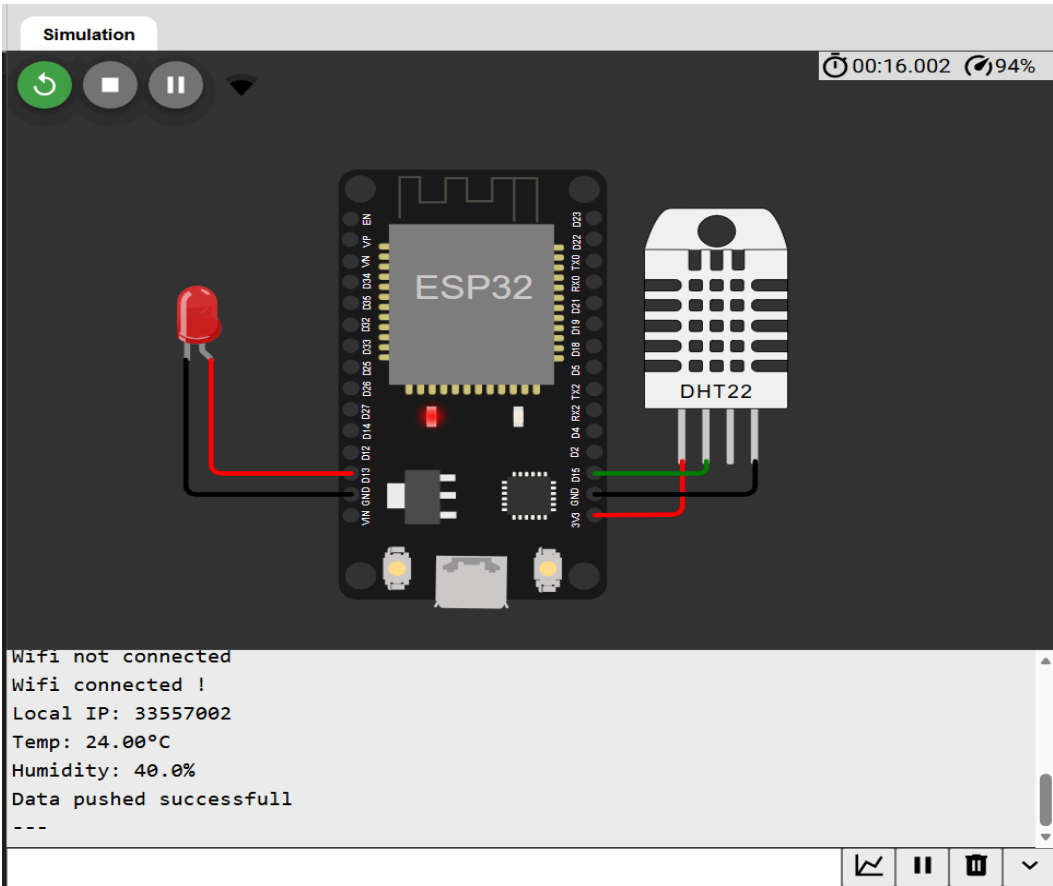 Simulation
00:16.002 94%
ESP32
EN
VP
VN
D34
D35
D32
D33
D25
D26
D27
D14
D12
D13
GND
VIN
D23
D22
TX0
RX0
D21
D19
D18
D5
TX2
RX2
D4
D2
D15
GND
3V3
DHT22
Wifi not connected
Wifi connected !
Local IP: 33557002
Temp: 24.00°C
Humidity: 40.0%
Data pushed successfull
---